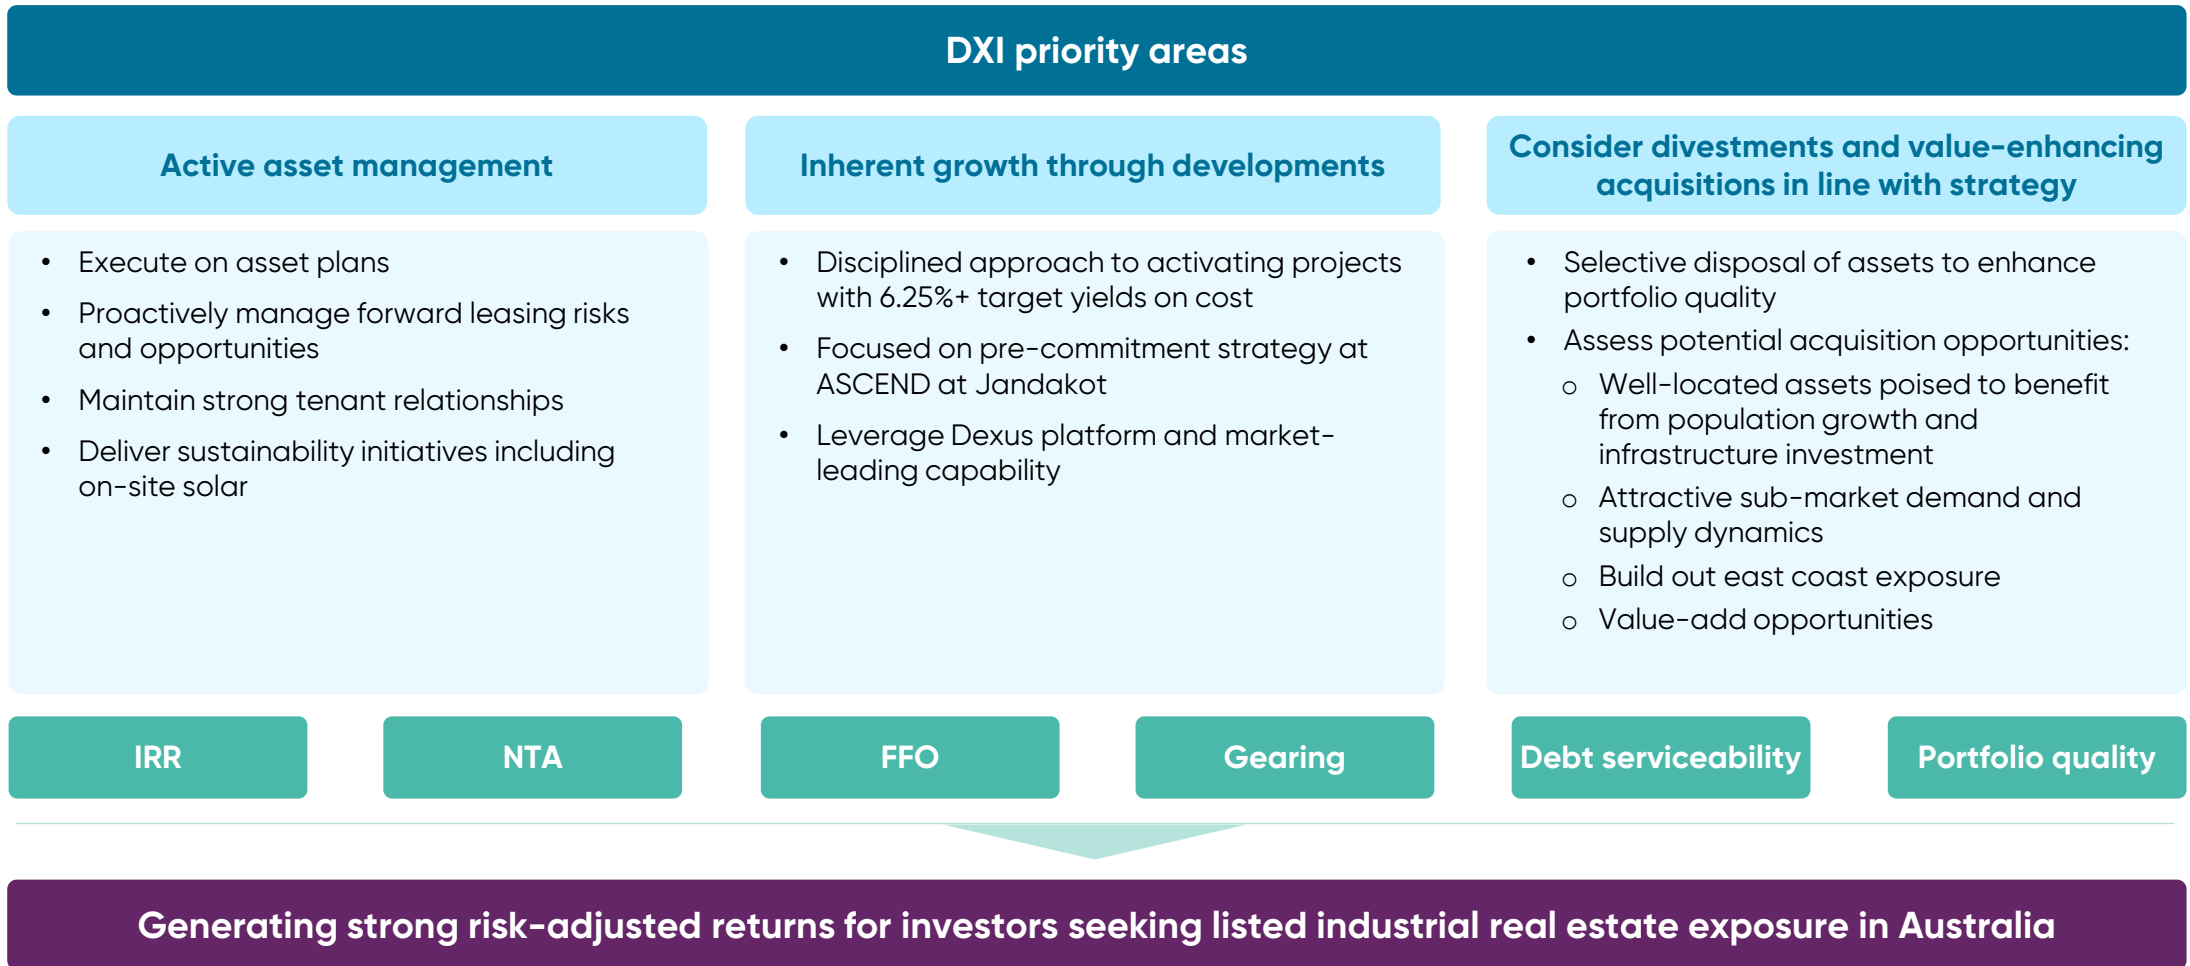 DXI priority areas
Active asset management
• Execute on asset plans
• Proactively manage forward leasing risks
and opportunities
• Maintain strong tenant relationships
• Deliver sustainability initiatives including
on-site solar
Inherent growth through developments
• Disciplined approach to activating projects
with 6.25%+ target yields on cost
• Focused on pre-commitment strategy at
ASCEND at Jandakot
• Leverage Dexus platform and market-
leading capability
Consider divestments and value-enhancing
acquisitions in line with strategy
• Selective disposal of assets to enhance
portfolio quality
• Assess potential acquisition opportunities:
o Well-located assets poised to benefit
from population growth and
infrastructure investment
o Attractive sub-market demand and
supply dynamics
o Build out east coast exposure
o Value-add opportunities
IRR
NTA
FFO
Gearing
Debt serviceability
Portfolio quality
Generating strong risk-adjusted returns for investors seeking listed industrial real estate exposure in Australia